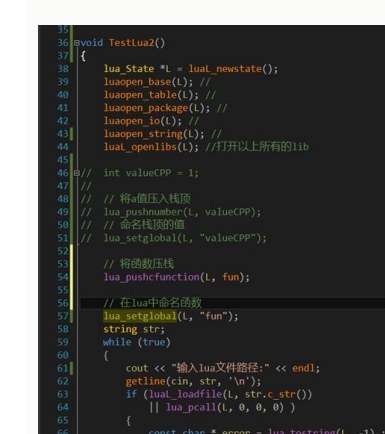 35
36 void TestLua2()
37 {
38 lua_State *L = luaL_newstate();
39 luaopen_base(L); //
40 luaopen_table(L); //
41 luaopen_package(L); //
42 luaopen_io(L); //
43 luaopen_string(L); //
44 luaL_openlibs(L); //打开以上所有的lib
45
46 // int valueCPP = 1;
47 //
48 // // 将a值压入栈顶
49 // lua_pushnumber(L, valueCPP);
50 // // 命名栈顶的值
51 // lua_setglobal(L, "valueCPP");
52
53 // 将函数压栈
54 lua_pushcfunction(L, fun);
55
56 // 在lua中命名函数
57 lua_setglobal(L, "fun");
58 string str;
59 while (true)
60 {
61 cout << "输入lua文件路径:" << endl;
62 getline(cin, str, '\n');
63 if (luaL_loadfile(L, str.c_str())
64 || lua_pcall(L, 0, 0, 0) )
65 {
66 const char * error = lua_tostring(L, -1)